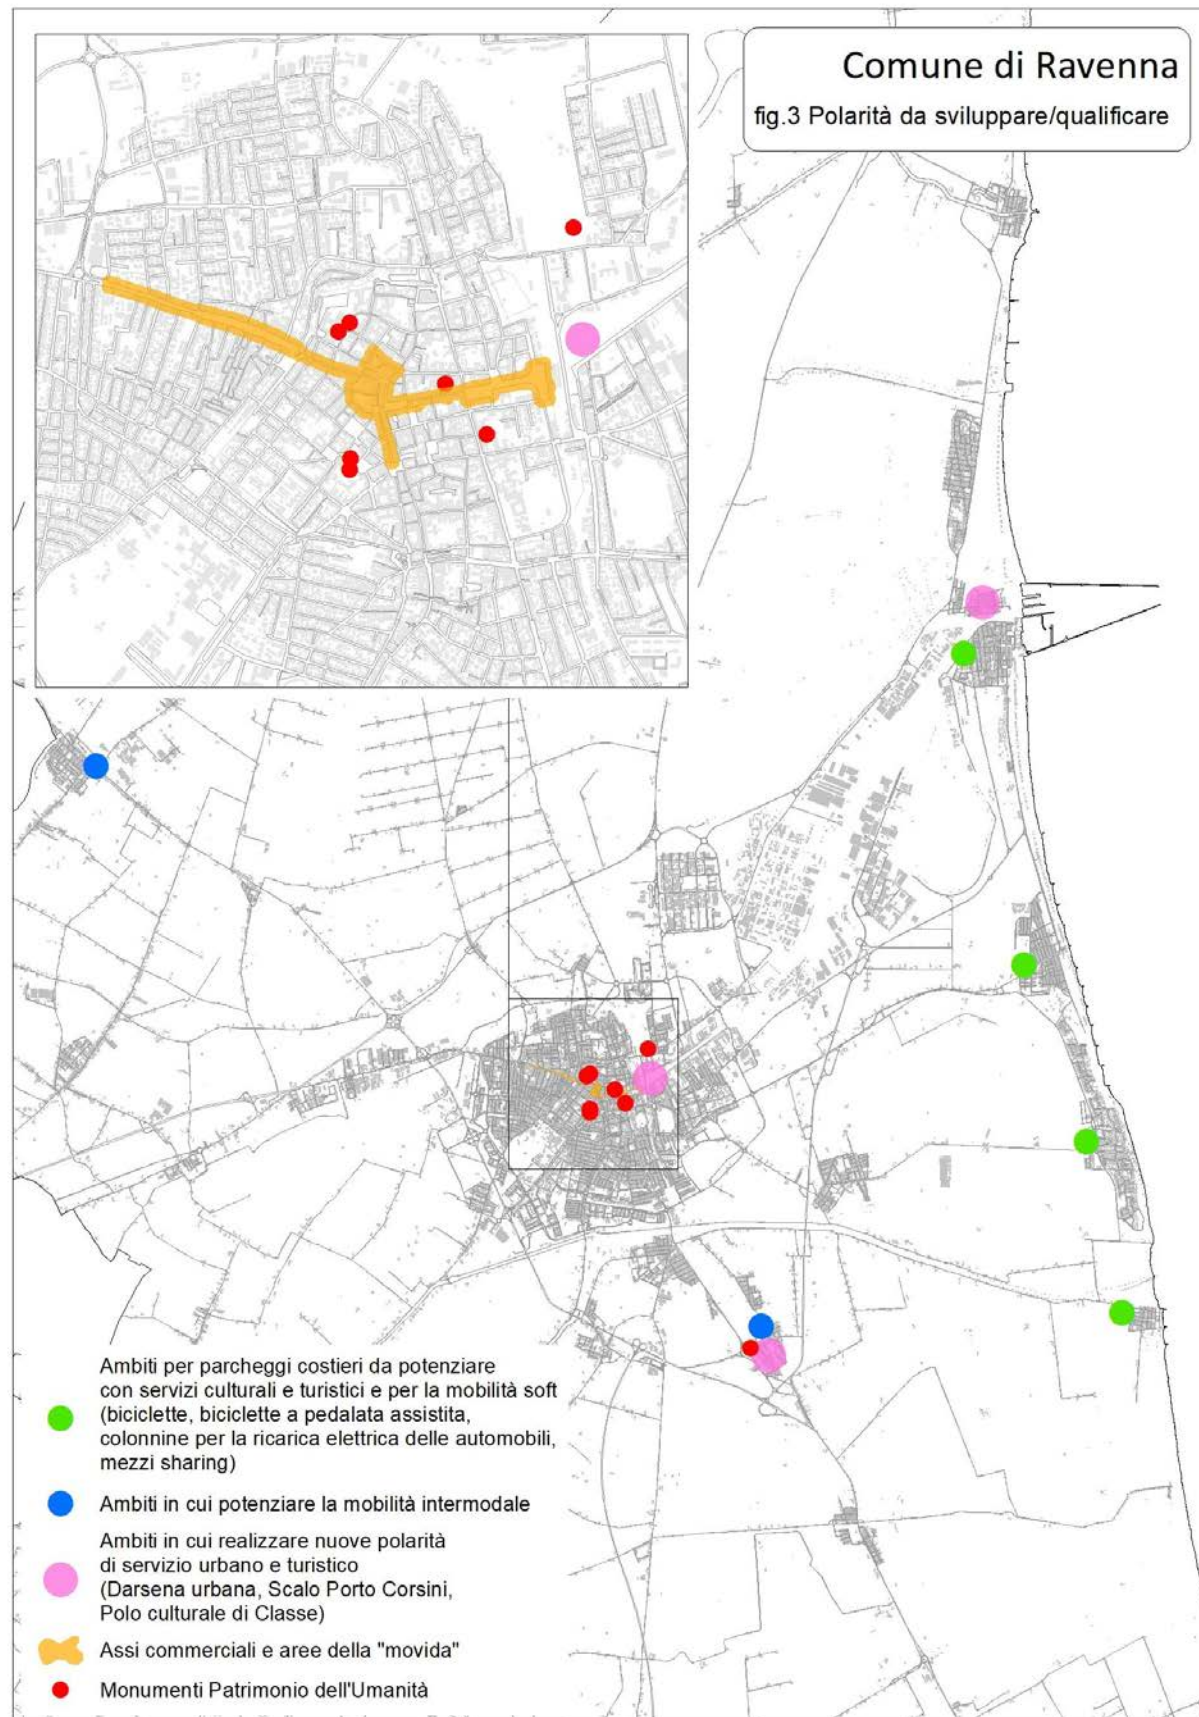 Comune di Ravenna
fig.3 Polarità da sviluppare/qualificare
Ambiti per parcheggi costieri da potenziare
con servizi culturali e turistici e per la mobilità soft
(biciclette, biciclette a pedalata assistita,
colonnine per la ricarica elettrica delle automobili,
mezzi sharing)
Ambiti in cui potenziare la mobilità intermodale
Ambiti in cui realizzare nuove polarità
di servizio urbano e turistico
(Darsena urbana, Scalo Porto Corsini,
Polo culturale di Classe)
Assi commerciali e aree della "movida"
Monumenti Patrimonio dell'Umanità